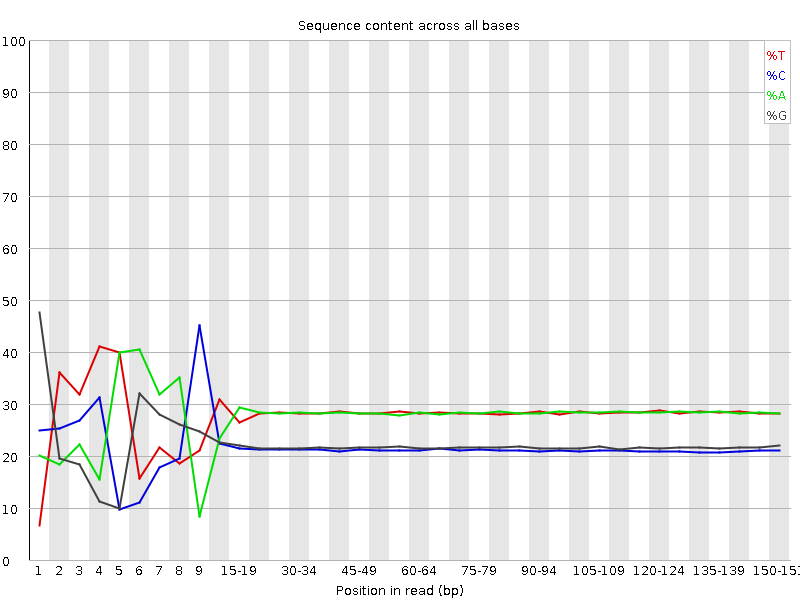 Sequence content across all bases
100
90
80
70
60
50
40
30
20
10
0
%T
%C
%A
%G
1 2 3 4 5 6 7 8 9 15-19 30-34 45-49 60-64 75-79 90-94 105-109 120-124 135-139 150-151
Position in read (bp)